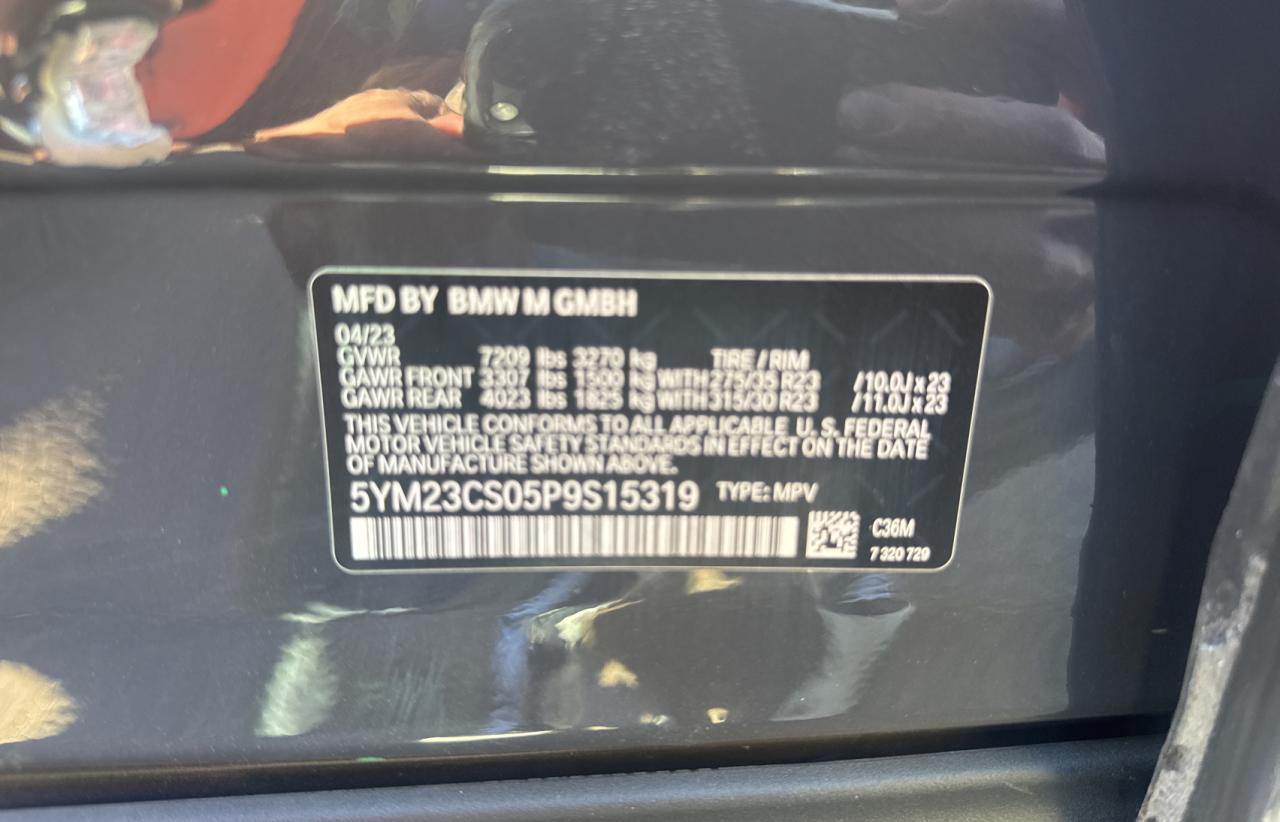 MFD BY BMW M GMBH
04/23
GVWR 7209 lbs 3270 kg TIRE / RIM
GAWR FRONT 3307 lbs 1500 kg WITH 275/35 R23 /10.0J x 23
GAWR REAR 4023 lbs 1825 kg WITH 315/30 R23 /11.0J x 23
THIS VEHICLE CONFORMS TO ALL APPLICABLE U. S. FEDERAL
MOTOR VEHICLE SAFETY STANDARDS IN EFFECT ON THE DATE
OF MANUFACTURE SHOWN ABOVE.
5YM23CS05P9S15319 TYPE: MPV
C36M
7 320 729